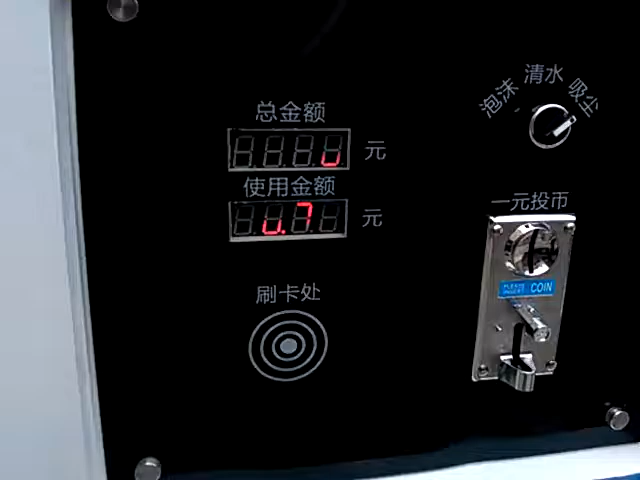 泡沫 清水 吸尘
总金额
元
使用金额
元
一元投币
刷卡处
PLEASE INSERT COIN